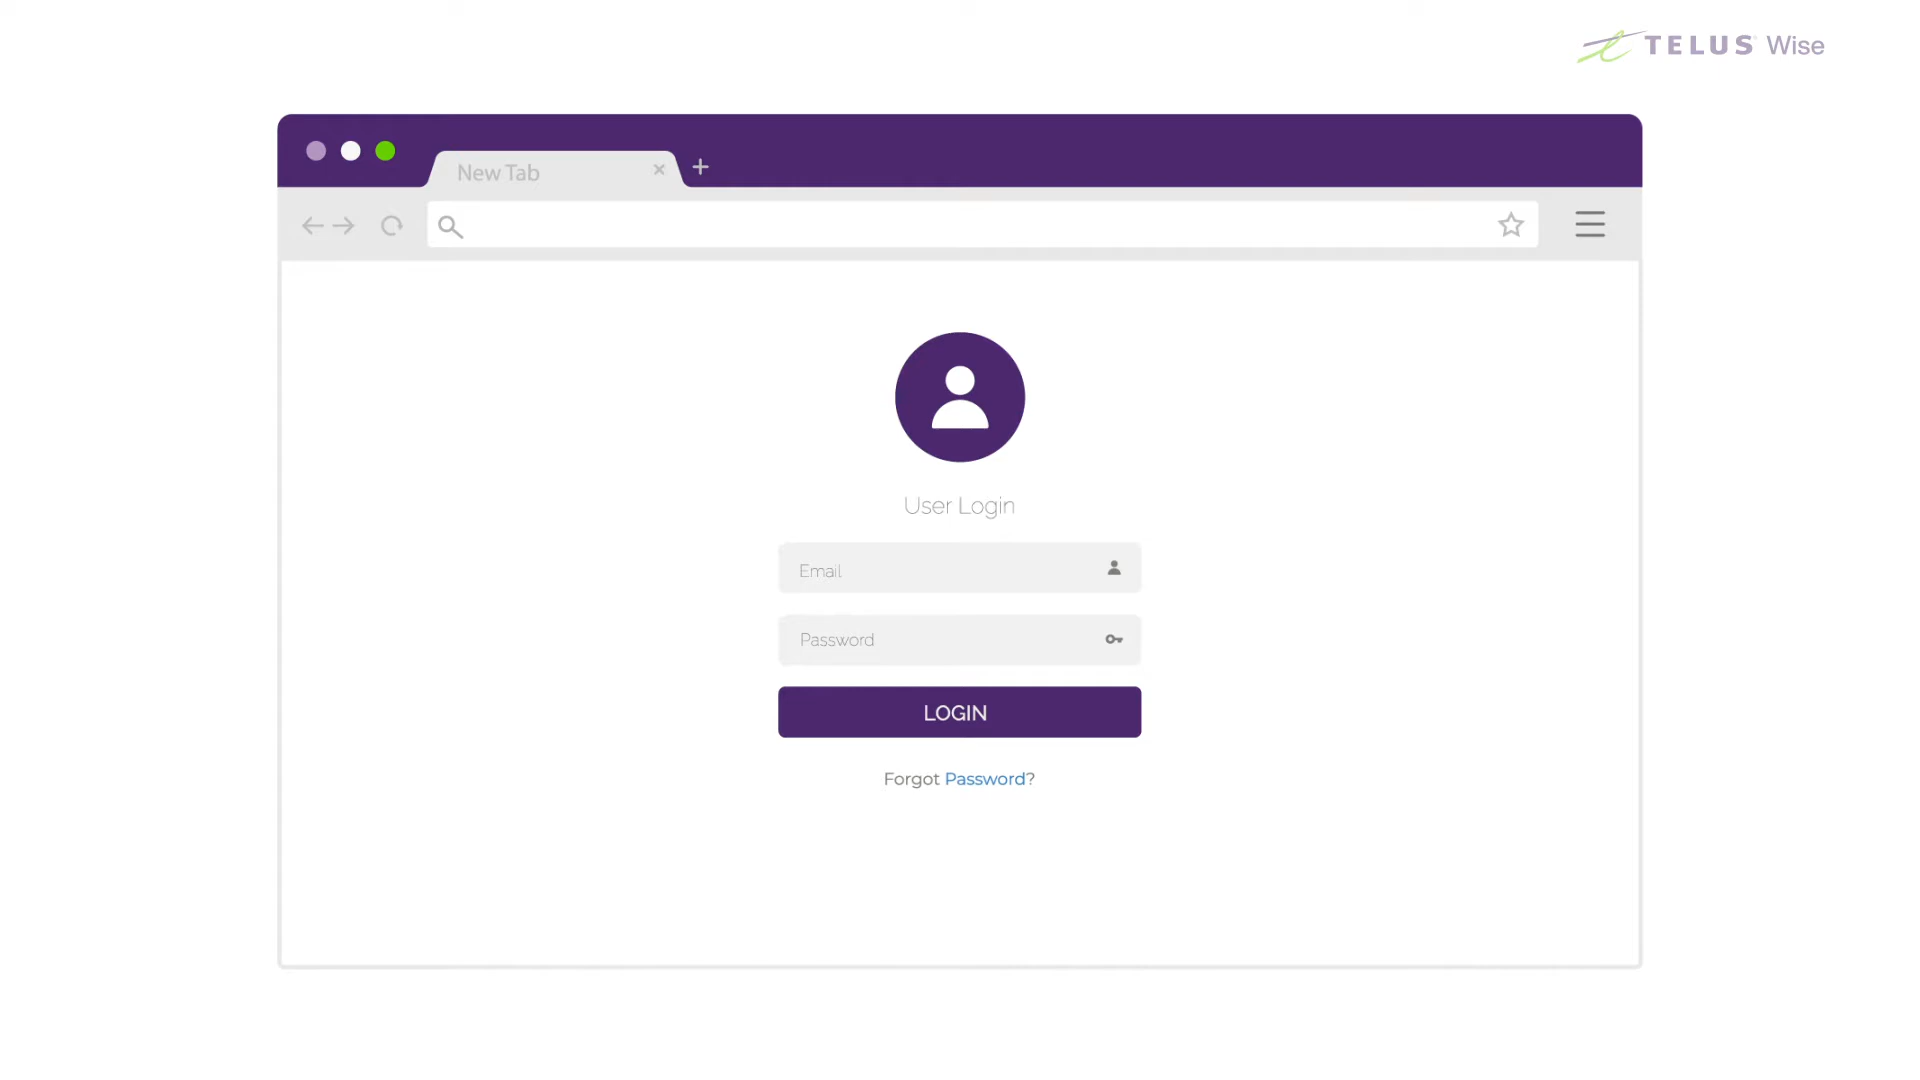 TELUS Wise
New Tab
User Login
Email
Password
LOGIN
Forgot Password?